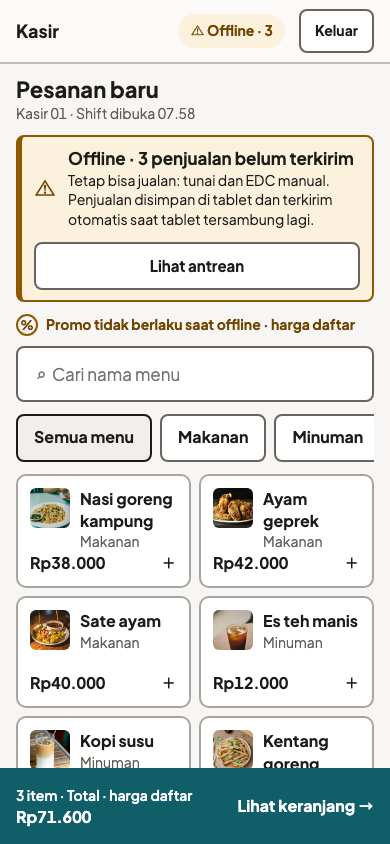 Kasir
⚠ Offline · 3
Keluar
Pesanan baru
Kasir 01 · Shift dibuka 07.58
Offline · 3 penjualan belum terkirim
Tetap bisa jualan: tunai dan EDC manual.
Penjualan disimpan di tablet dan terkirim
otomatis saat tablet tersambung lagi.
Lihat antrean
% Promo tidak berlaku saat offline · harga daftar
Cari nama menu
Semua menu
Makanan
Minuman
Nasi goreng
kampung
Makanan
Rp38.000 +
Ayam
geprek
Makanan
Rp42.000 +
Sate ayam
Makanan
Rp40.000 +
Es teh manis
Minuman
Rp12.000 +
Kopi susu
Minuman
Kentang
goreng
3 item · Total · harga daftar
Rp71.600
Lihat keranjang →